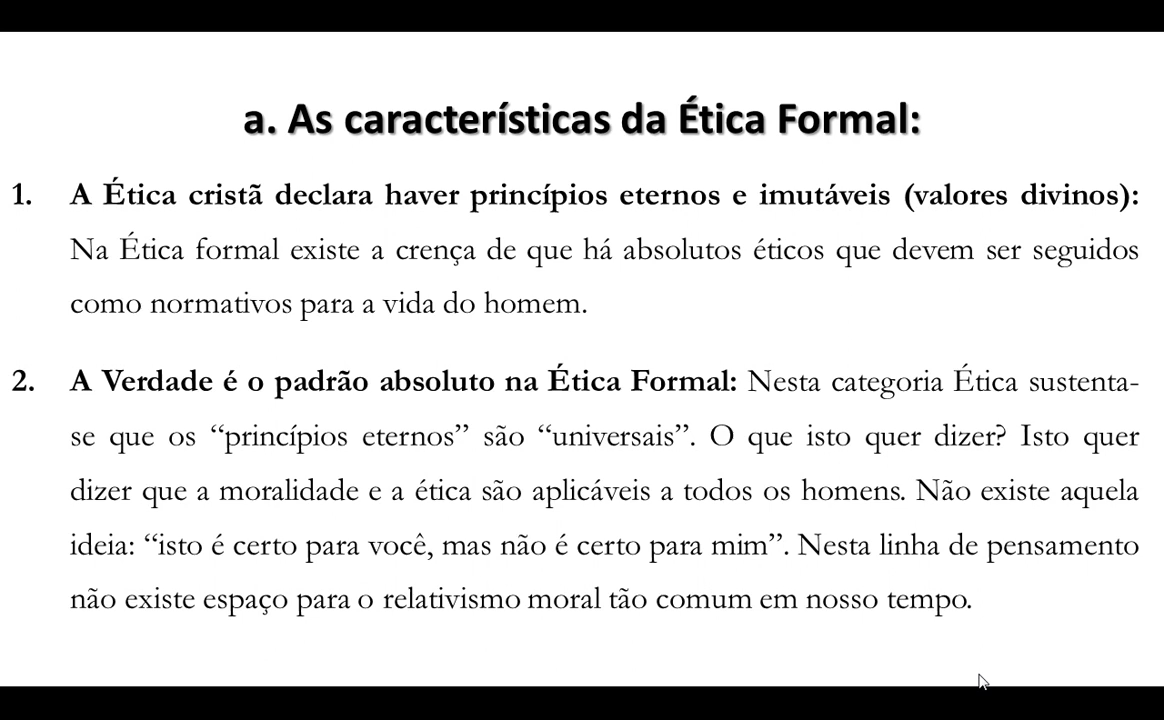 a. As características da Ética Formal:
1. A Ética cristã declara haver princípios eternos e imutáveis (valores divinos):
Na Ética formal existe a crença de que há absolutos éticos que devem ser seguidos
como normativos para a vida do homem.
2. A Verdade é o padrão absoluto na Ética Formal: Nesta categoria Ética sustenta-
se que os “princípios eternos” são “universais”. O que isto quer dizer? Isto quer
dizer que a moralidade e a ética são aplicáveis a todos os homens. Não existe aquela
ideia: “isto é certo para você, mas não é certo para mim”. Nesta linha de pensamento
não existe espaço para o relativismo moral tão comum em nosso tempo.